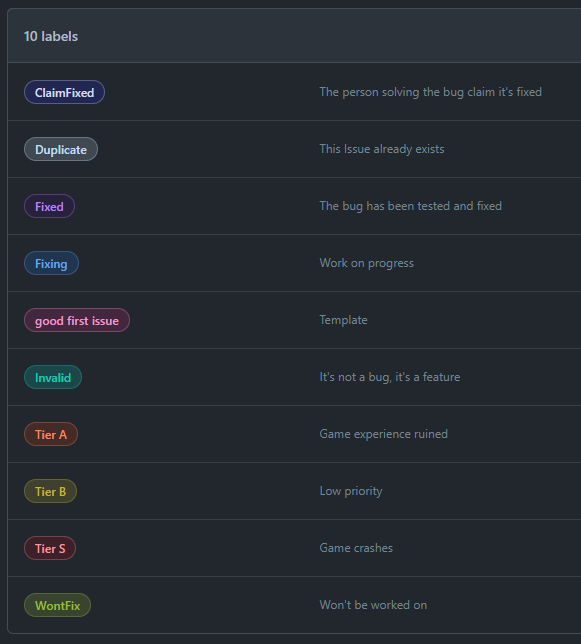 10 labels
ClaimFixed The person solving the bug claim it's fixed
Duplicate This Issue already exists
Fixed The bug has been tested and fixed
Fixing Work on progress
good first issue Template
Invalid It's not a bug, it's a feature
Tier A Game experience ruined
Tier B Low priority
Tier S Game crashes
WontFix Won't be worked on